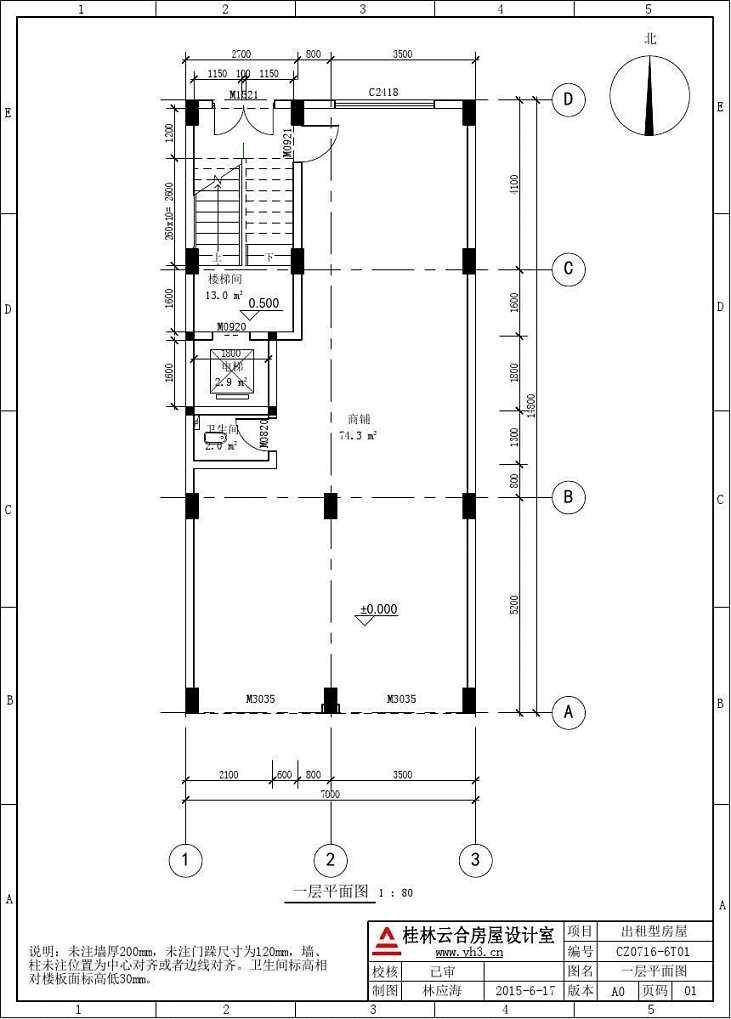 1 2 3 4 5
北
2700 800 3500
1150 100 1150
M1521 C2418
D
E E
1200
M0921
4100
260x10=2600
上 下
C
楼梯间
13.0 m²
0.500
D D
1600
1600
M0920
1800
电梯
2.9 m²
1600
1800
14800
卫生间
2.0 m²
M0820
商铺
74.3 m²
1300
800
B
C C
±0.000
5200
M3035 M3035
A
B B
2100 600 800 3500
7000
1 2 3
一层平面图 1 : 80
A A
说明: 未注墙厚200mm, 未注门跺尺寸为120mm, 墙、
柱未注位置为中心对齐或者边线对齐。卫生间标高相
对楼板面标高低30mm。
桂林云合房屋设计室
www.yh3.cn
项目 出租型房屋
编号 CZ0716-6T01
校核 己审 图名 一层平面图
制图 林应海 2015-6-17 版本 A0 页码 01
1 2 3 4 5